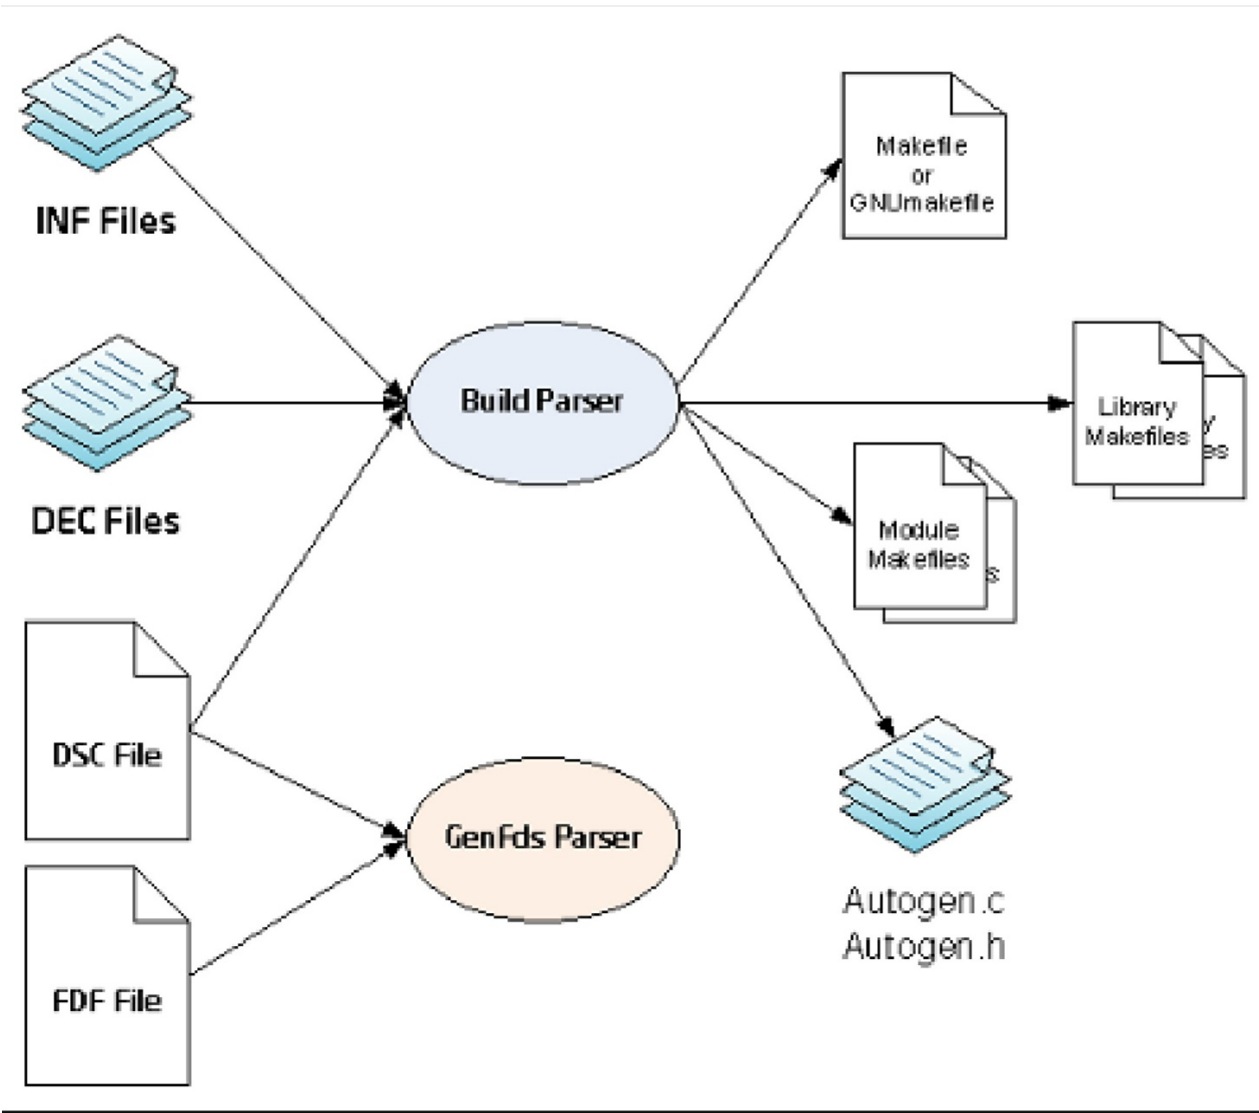 INF Files
Makefile
or
GNUmakefile
Build Parser
Library
Makefiles
y
es
DEC Files
Module
Makefiles
s
DSC File
GenFds Parser
Autogen.c
Autogen.h
FDF File